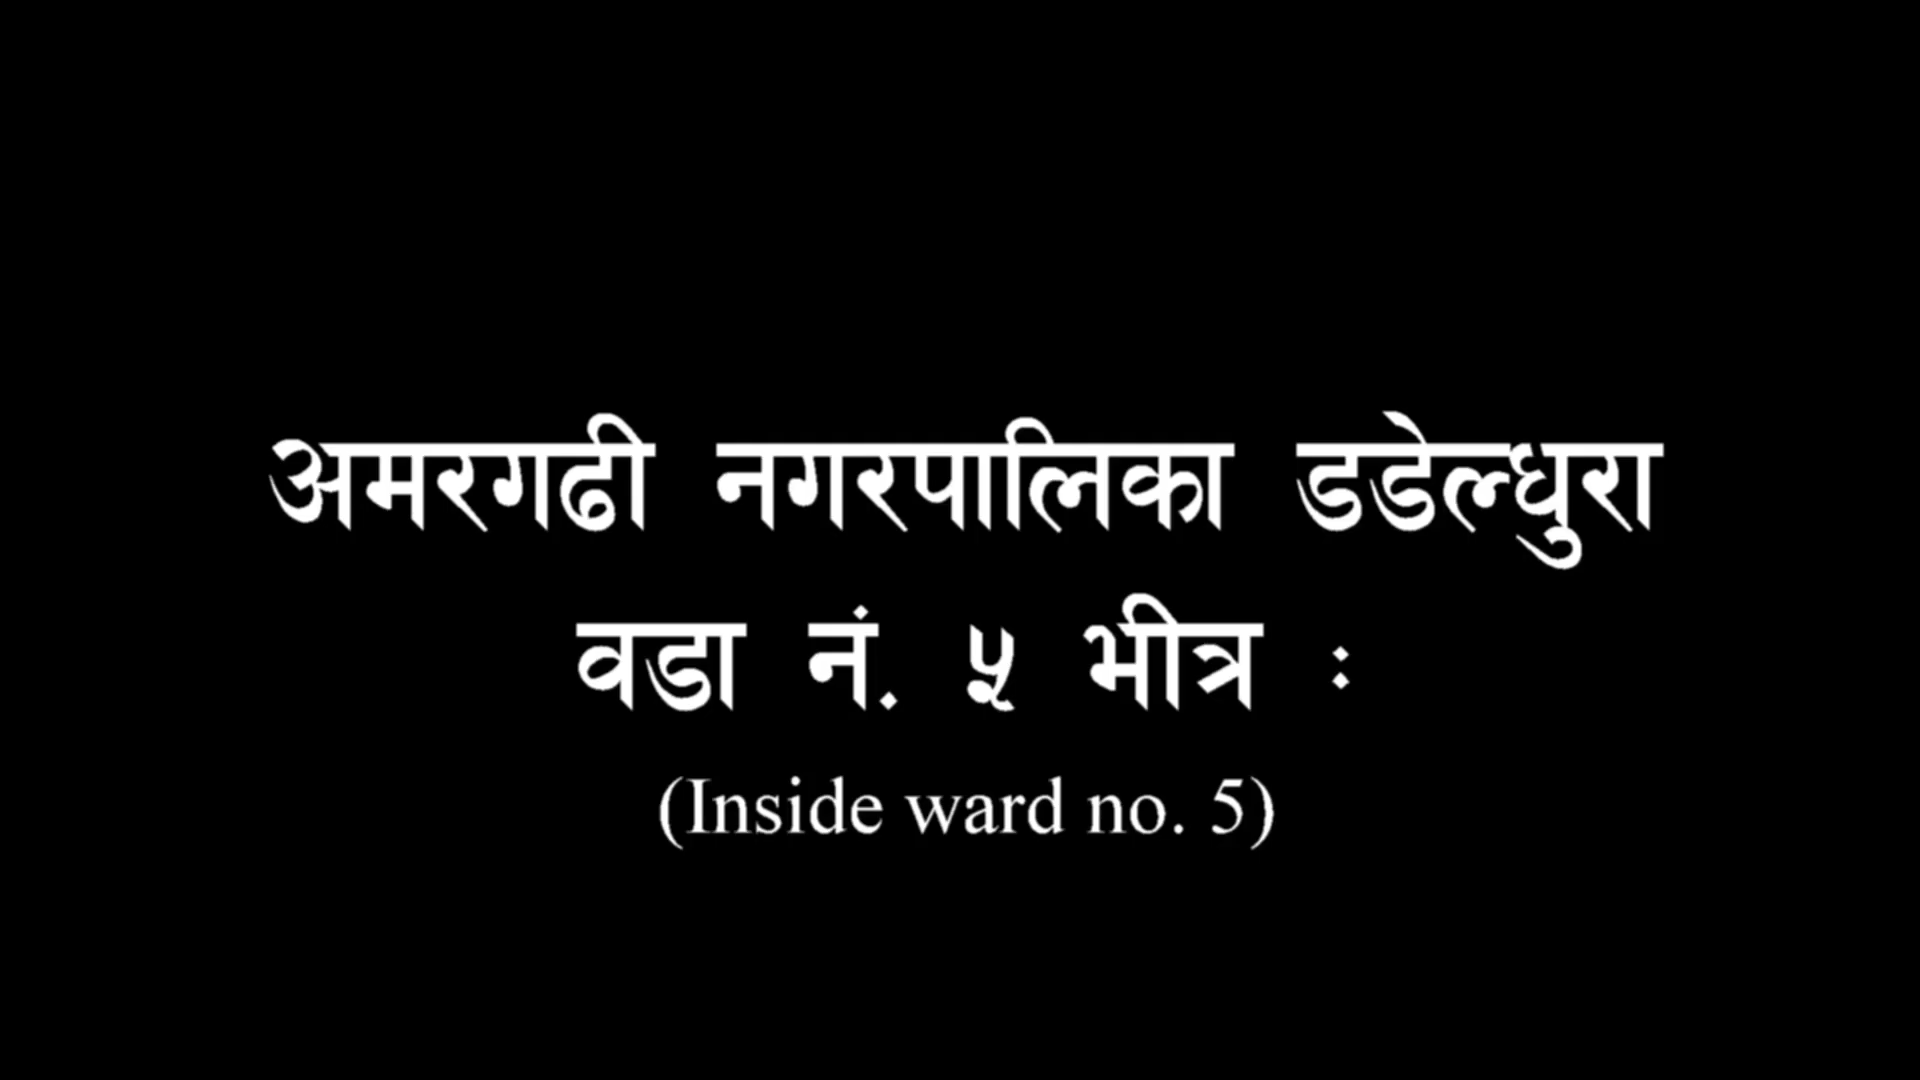 अमरगढी नगरपालिका डडेल्धुरा
वडा नं. ५ भीत्र :
(Inside ward no. 5)